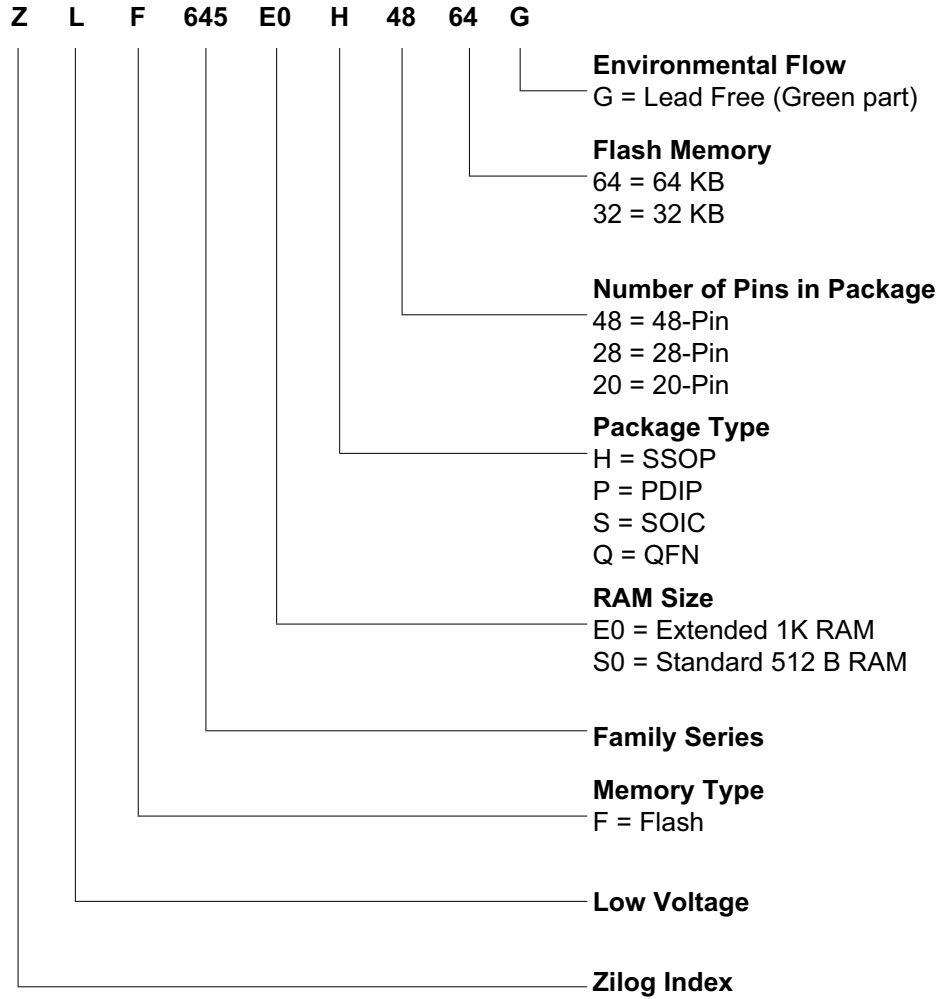 Z L F 645 E0 H 48 64 G
Environmental Flow
G = Lead Free (Green part)
Flash Memory
64 = 64 KB
32 = 32 KB
Number of Pins in Package
48 = 48-Pin
28 = 28-Pin
20 = 20-Pin
Package Type
H = SSOP
P = PDIP
S = SOIC
Q = QFN
RAM Size
E0 = Extended 1K RAM
S0 = Standard 512 B RAM
Family Series
Memory Type
F = Flash
Low Voltage
Zilog Index